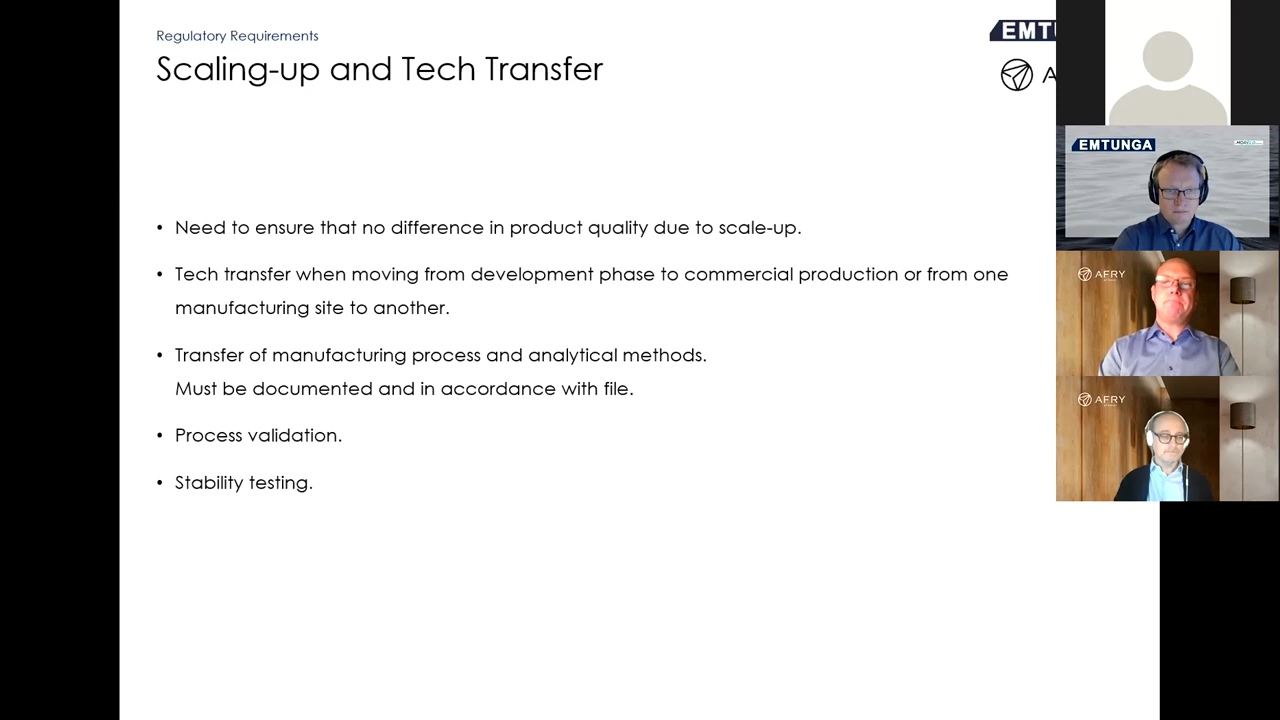 Regulatory Requirements
Scaling-up and Tech Transfer
EMTUNGA
AFRY
AFRY
• Need to ensure that no difference in product quality due to scale-up.
• Tech transfer when moving from development phase to commercial production or from one
manufacturing site to another.
• Transfer of manufacturing process and analytical methods.
Must be documented and in accordance with file.
• Process validation.
• Stability testing.